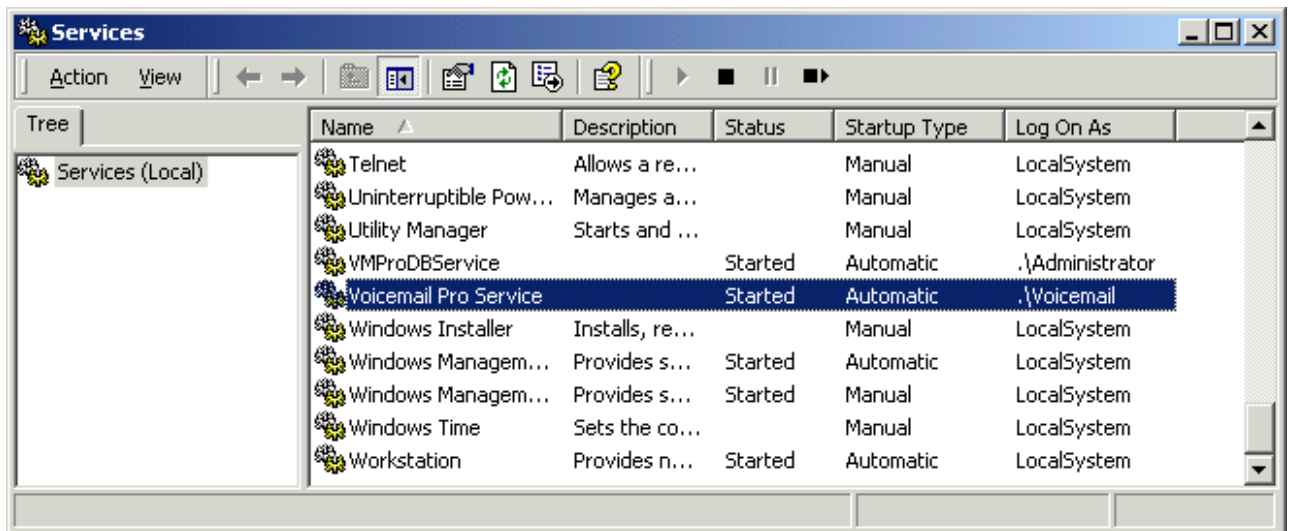 Services
Action View
Tree
Name Description Status Startup Type Log On As
Services (Local)
Telnet Allows a re... Manual LocalSystem
Uninterruptible Pow... Manages a... Manual LocalSystem
Utility Manager Starts and ... Manual LocalSystem
VMProDBService Started Automatic .\Administrator
Voicemail Pro Service Started Automatic .\Voicemail
Windows Installer Installs, re... Manual LocalSystem
Windows Managem... Provides s... Started Automatic LocalSystem
Windows Managem... Provides s... Started Manual LocalSystem
Windows Time Sets the co... Manual LocalSystem
Workstation Provides n... Started Automatic LocalSystem